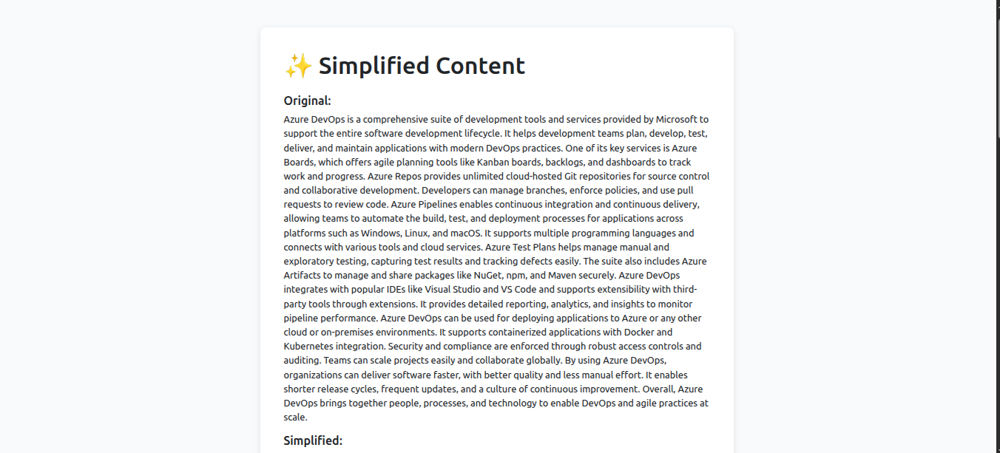 ✨ Simplified Content
Original:
Azure DevOps is a comprehensive suite of development tools and services provided by Microsoft to
support the entire software development lifecycle. It helps development teams plan, develop, test,
deliver, and maintain applications with modern DevOps practices. One of its key services is Azure
Boards, which offers agile planning tools like Kanban boards, backlogs, and dashboards to track
work and progress. Azure Repos provides unlimited cloud-hosted Git repositories for source control
and collaborative development. Developers can manage branches, enforce policies, and use pull
requests to review code. Azure Pipelines enables continuous integration and continuous delivery,
allowing teams to automate the build, test, and deployment processes for applications across
platforms such as Windows, Linux, and macOS. It supports multiple programming languages and
connects with various tools and cloud services. Azure Test Plans helps manage manual and
exploratory testing, capturing test results and tracking defects easily. The suite also includes Azure
Artifacts to manage and share packages like NuGet, npm, and Maven securely. Azure DevOps
integrates with popular IDEs like Visual Studio and VS Code and supports extensibility with third-
party tools through extensions. It provides detailed reporting, analytics, and insights to monitor
pipeline performance. Azure DevOps can be used for deploying applications to Azure or any other
cloud or on-premises environments. It supports containerized applications with Docker and
Kubernetes integration. Security and compliance are enforced through robust access controls and
auditing. Teams can scale projects easily and collaborate globally. By using Azure DevOps,
organizations can deliver software faster, with better quality and less manual effort. It enables
shorter release cycles, frequent updates, and a culture of continuous improvement. Overall, Azure
DevOps brings together people, processes, and technology to enable DevOps and agile practices at
scale.
Simplified: